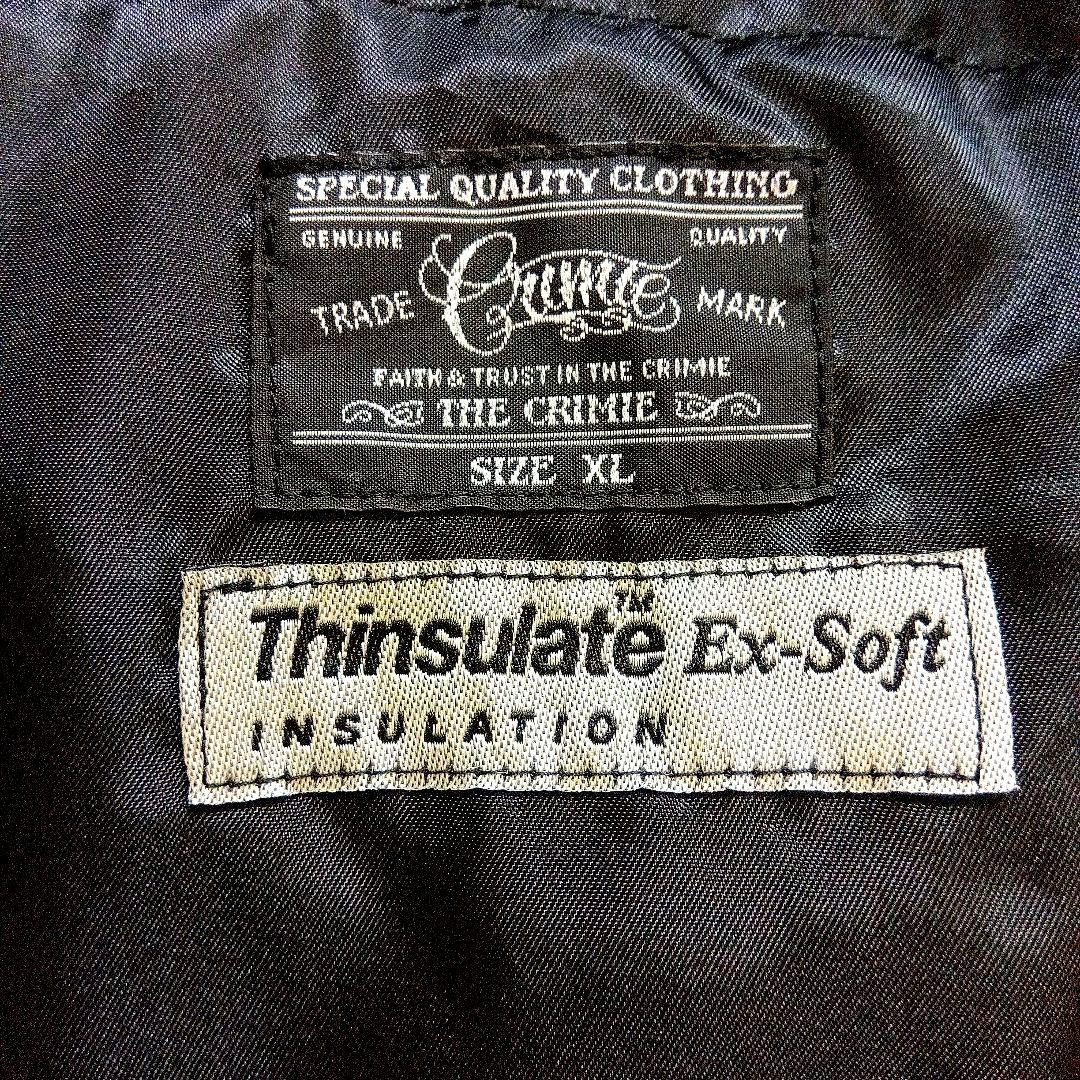 SPECIAL QUALITY CLOTHING
GENUINE QUALITY
TRADE Crimie MARK
FAITH & TRUST IN THE CRIMIE
THE CRIMIE
SIZE XL
Thinsulate™ Ex-Soft
INSULATION